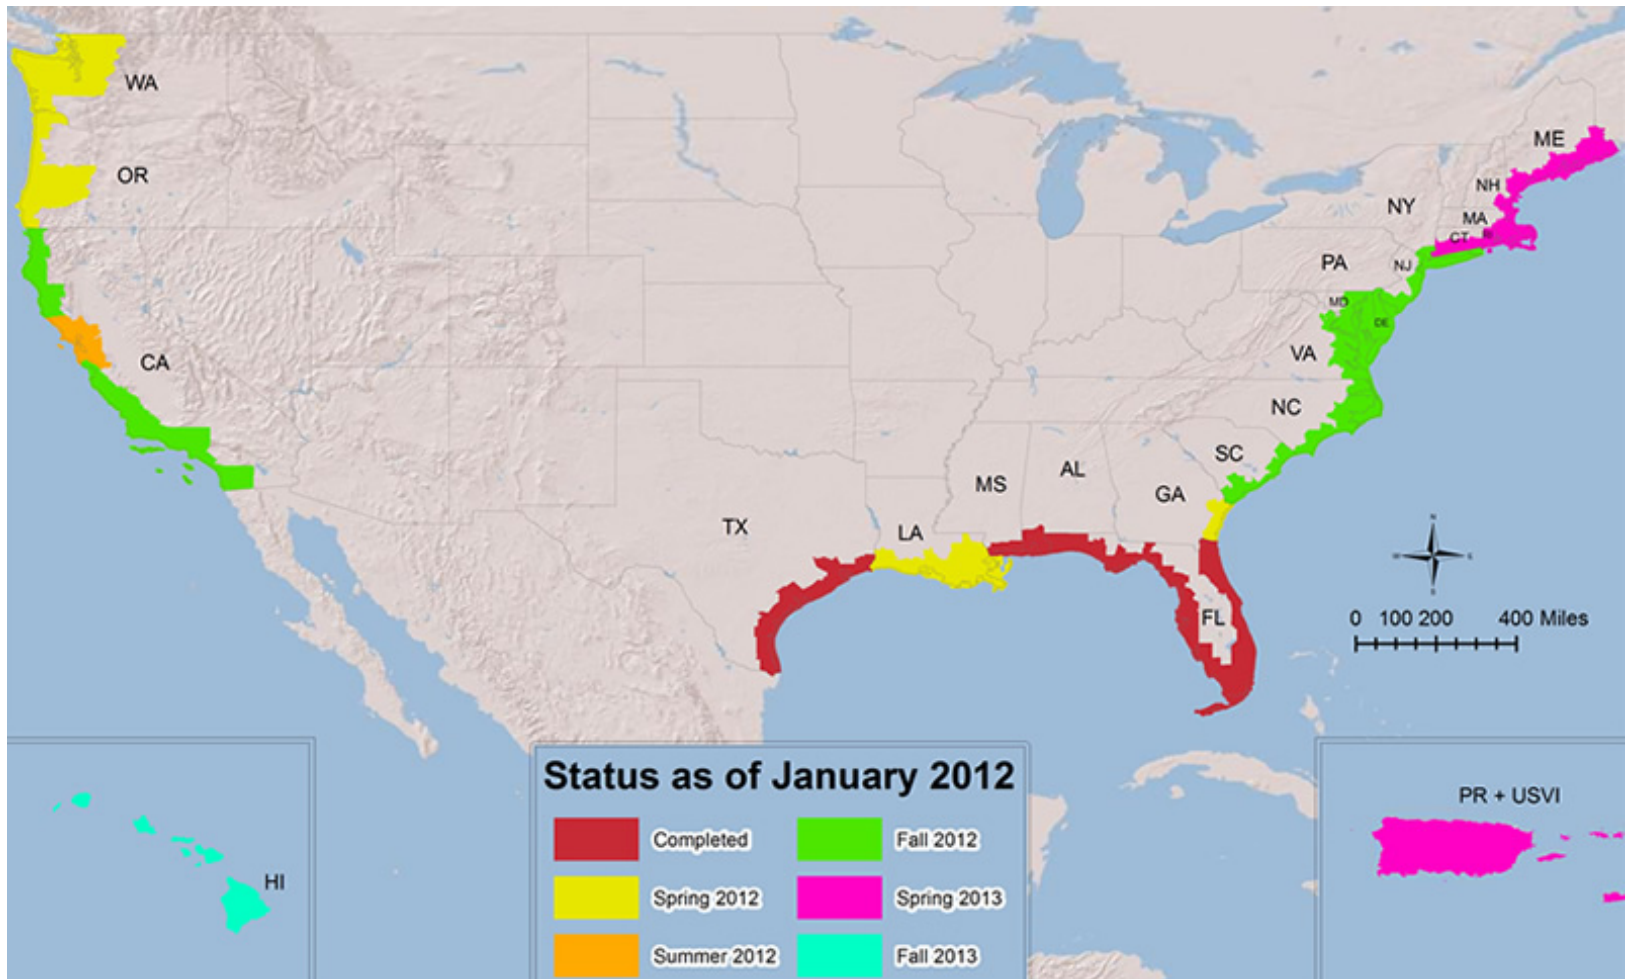 WA
OR
CA
TX
LA
MS
AL
GA
FL
SC
NC
VA
MD
DE
PA
NJ
NY
CT
RI
MA
NH
ME
N
W E
S
0 100 200 400 Miles
HI
PR + USVI
Status as of January 2012
Completed
Spring 2012
Summer 2012
Fall 2012
Spring 2013
Fall 2013